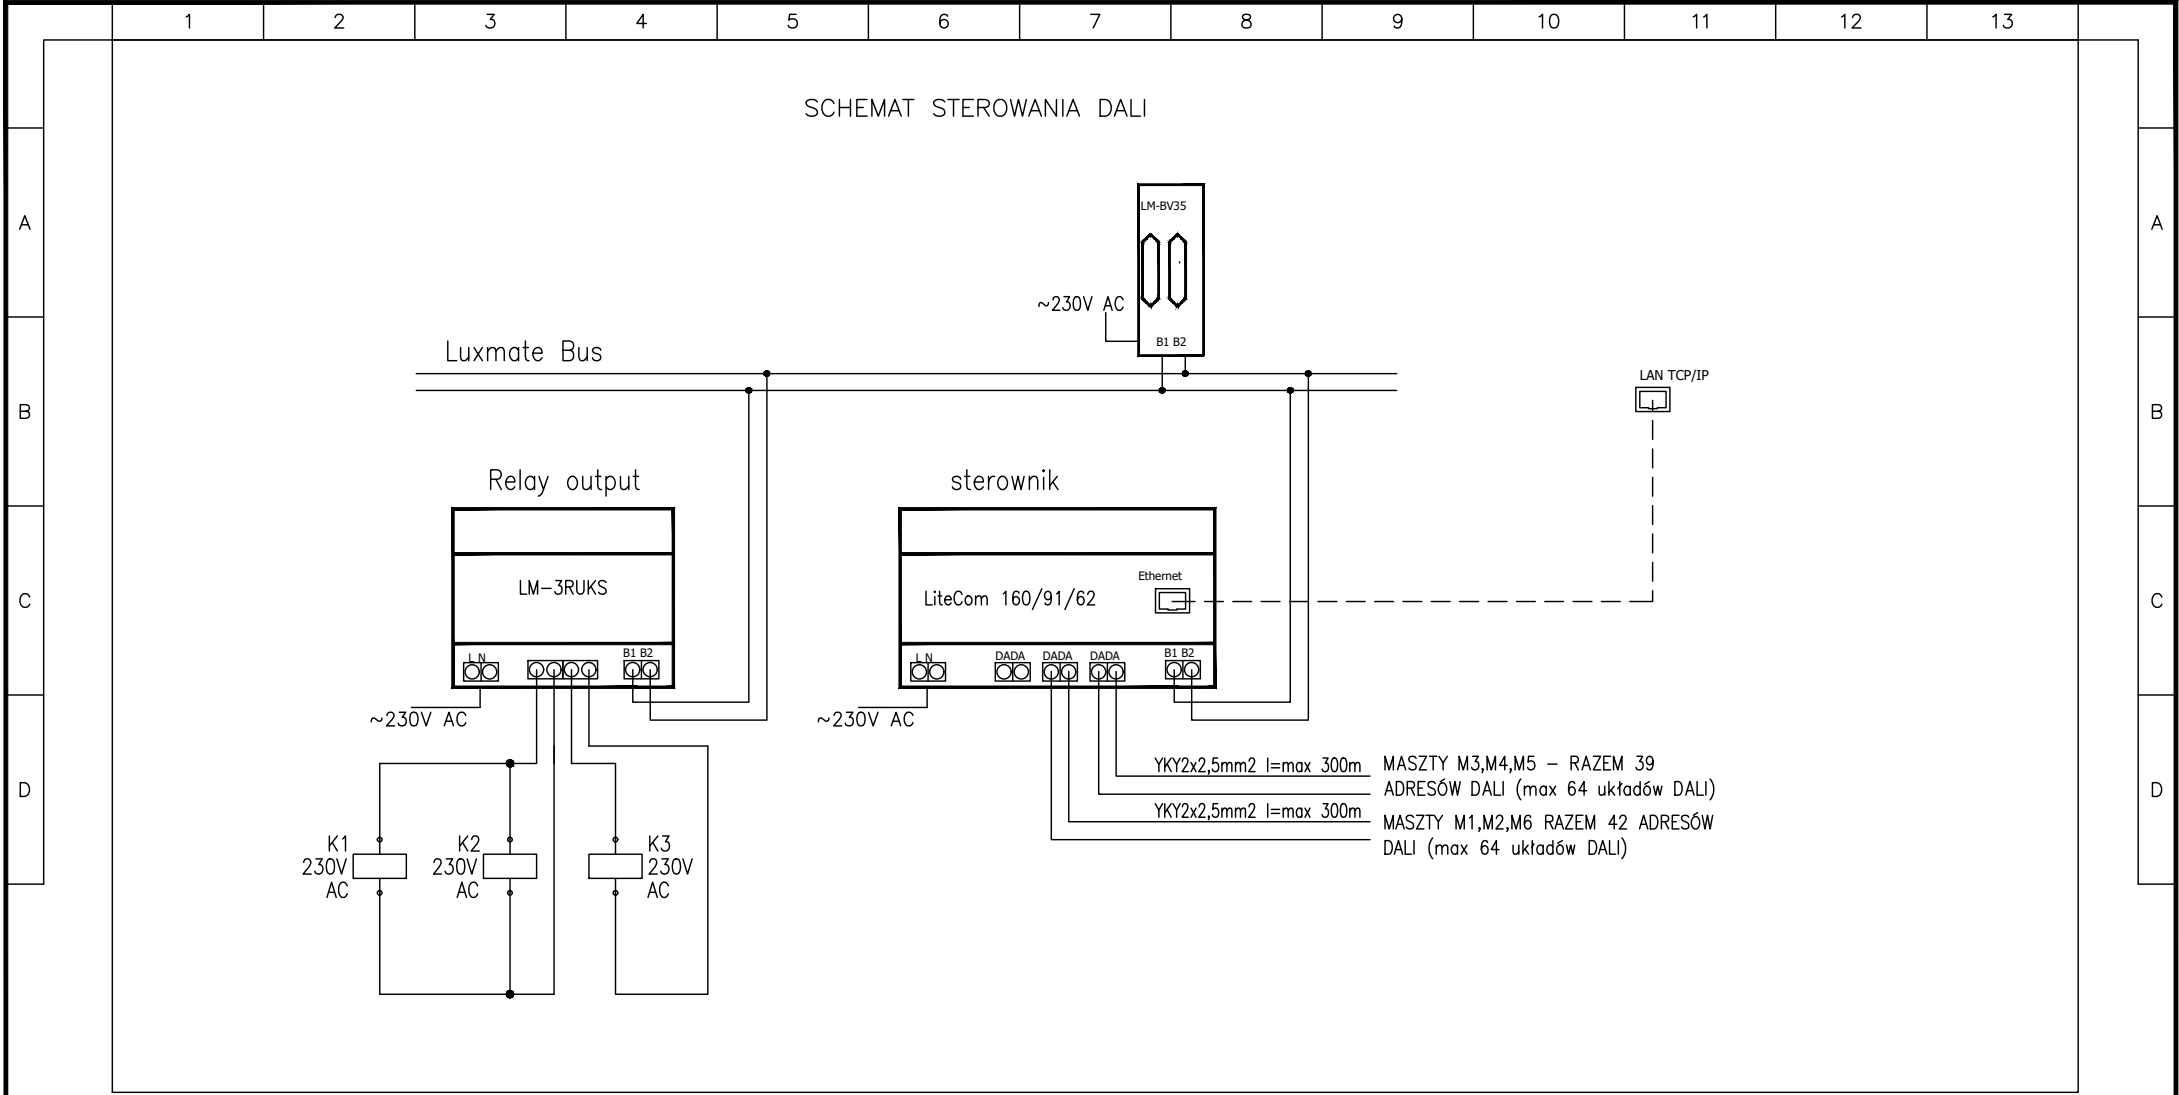 1 2 3 4 5 6 7 8 9 10 11 12 13
SCHEMAT STEROWANIA DALI
A A
LM-BV35
~230V AC
B1 B2
Luxmate Bus
LAN TCP/IP
B B
Relay output
sterownik
LM-3RUKS
Ethernet
LiteCom 160/91/62
C C
L N
B1 B2
L N
DADA DADA DADA
B1 B2
~230V AC
~230V AC
YKY2x2,5mm2 l=max 300m
MASZTY M3,M4,M5 - RAZEM 39
ADRESÓW DALI (max 64 układów DALI)
D D
YKY2x2,5mm2 l=max 300m
MASZTY M1,M2,M6 RAZEM 42 ADRESÓW
DALI (max 64 układów DALI)
K1
230V
AC
K2
230V
AC
K3
230V
AC